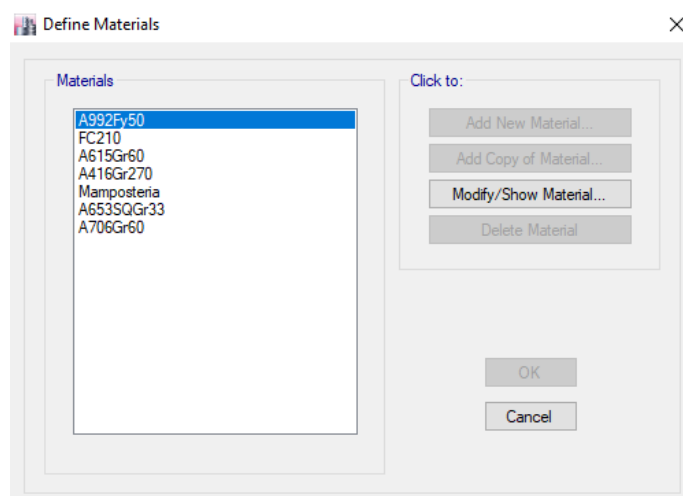 Define Materials
Materials
A992Fy50
FC210
A615Gr60
A416Gr270
Mamposteria
A653SQGr33
A706Gr60
Click to:
Add New Material...
Add Copy of Material...
Modify/Show Material...
Delete Material
OK
Cancel